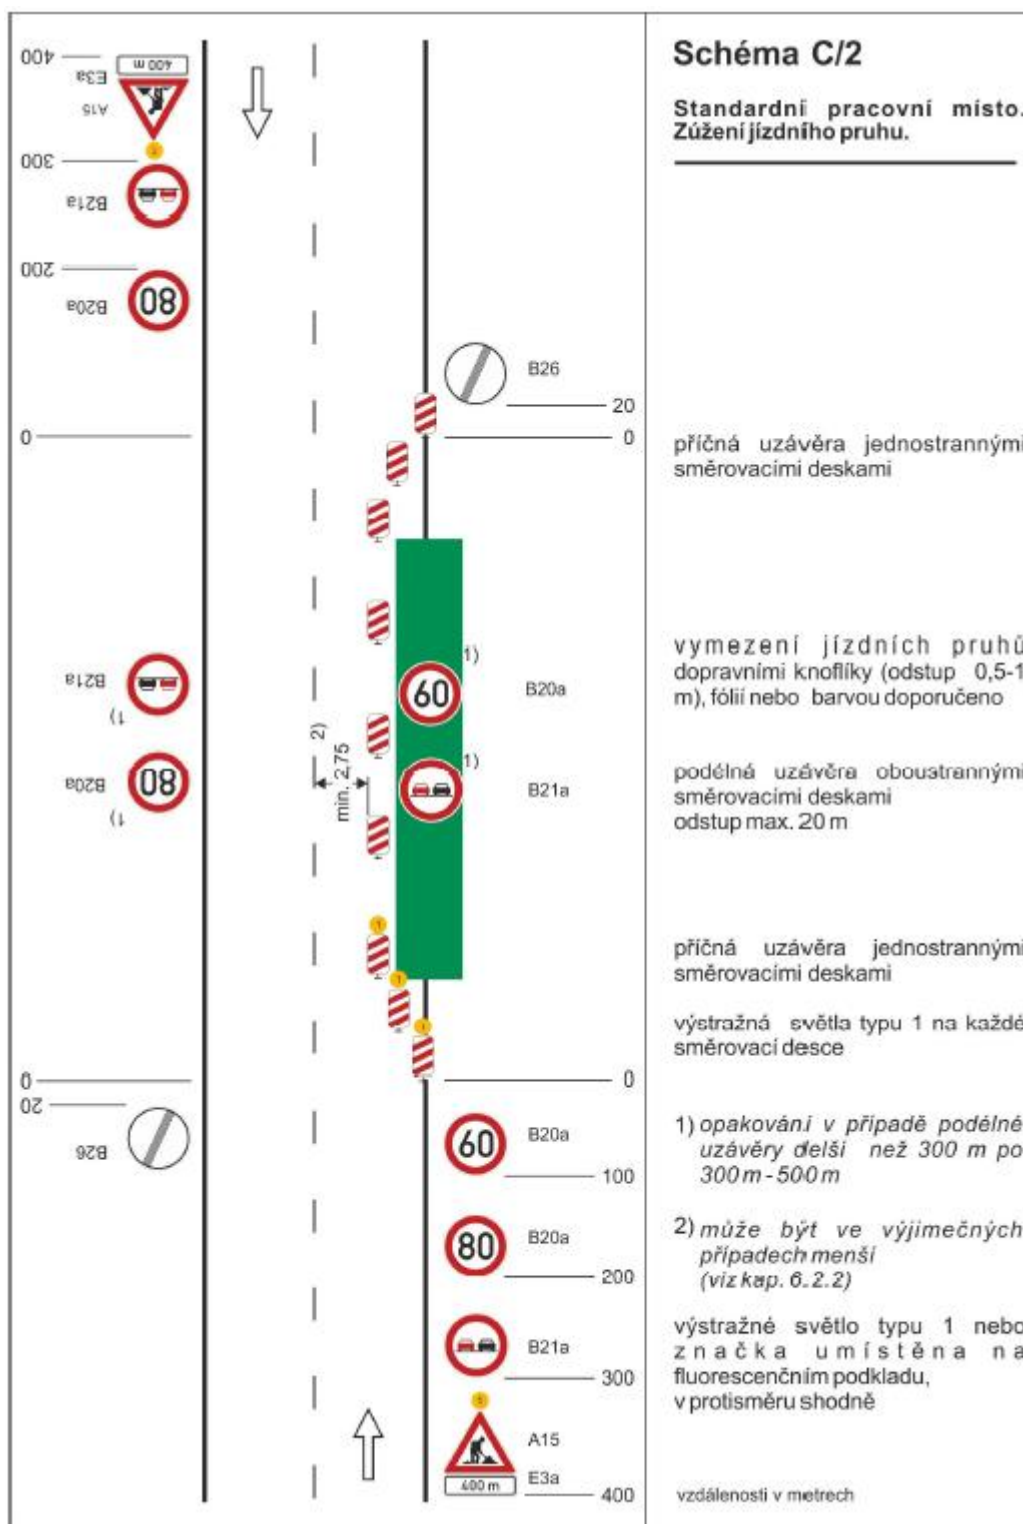 Schéma C/2
Standardní pracovní místo.
Zúžení jízdního pruhu.
400
400 m
E3a
A15
300
B21a
200
80
B20a
B26
20
0
0
příčná uzávěra jednostrannými
směrovacími deskami
vymezení jízdních pruhů
dopravními knoflíky (odstup 0,5-1
m), fólií nebo barvou doporučeno
1)
60
B20a
B21a
1)
2)
min. 2,75
1)
B21a
80
B20a
1)
podélná uzávěra oboustrannými
směrovacími deskami
odstup max. 20 m
1
1
1
příčná uzávěra jednostrannými
směrovacími deskami
výstražná světla typu 1 na každé
směrovací desce
0
0
20
B26
60
B20a
100
1) opakování v případě podélné
uzávěry delší než 300 m po
300 m - 500 m
80
B20a
200
2) může být ve výjimečných
případech menší
(viz kap. 6.2.2)
B21a
300
výstražné světlo typu 1 nebo
značka umístěna na
fluorescenčním podkladu,
v protisměru shodně
A15
E3a
400 m
400
vzdálenosti v metrech